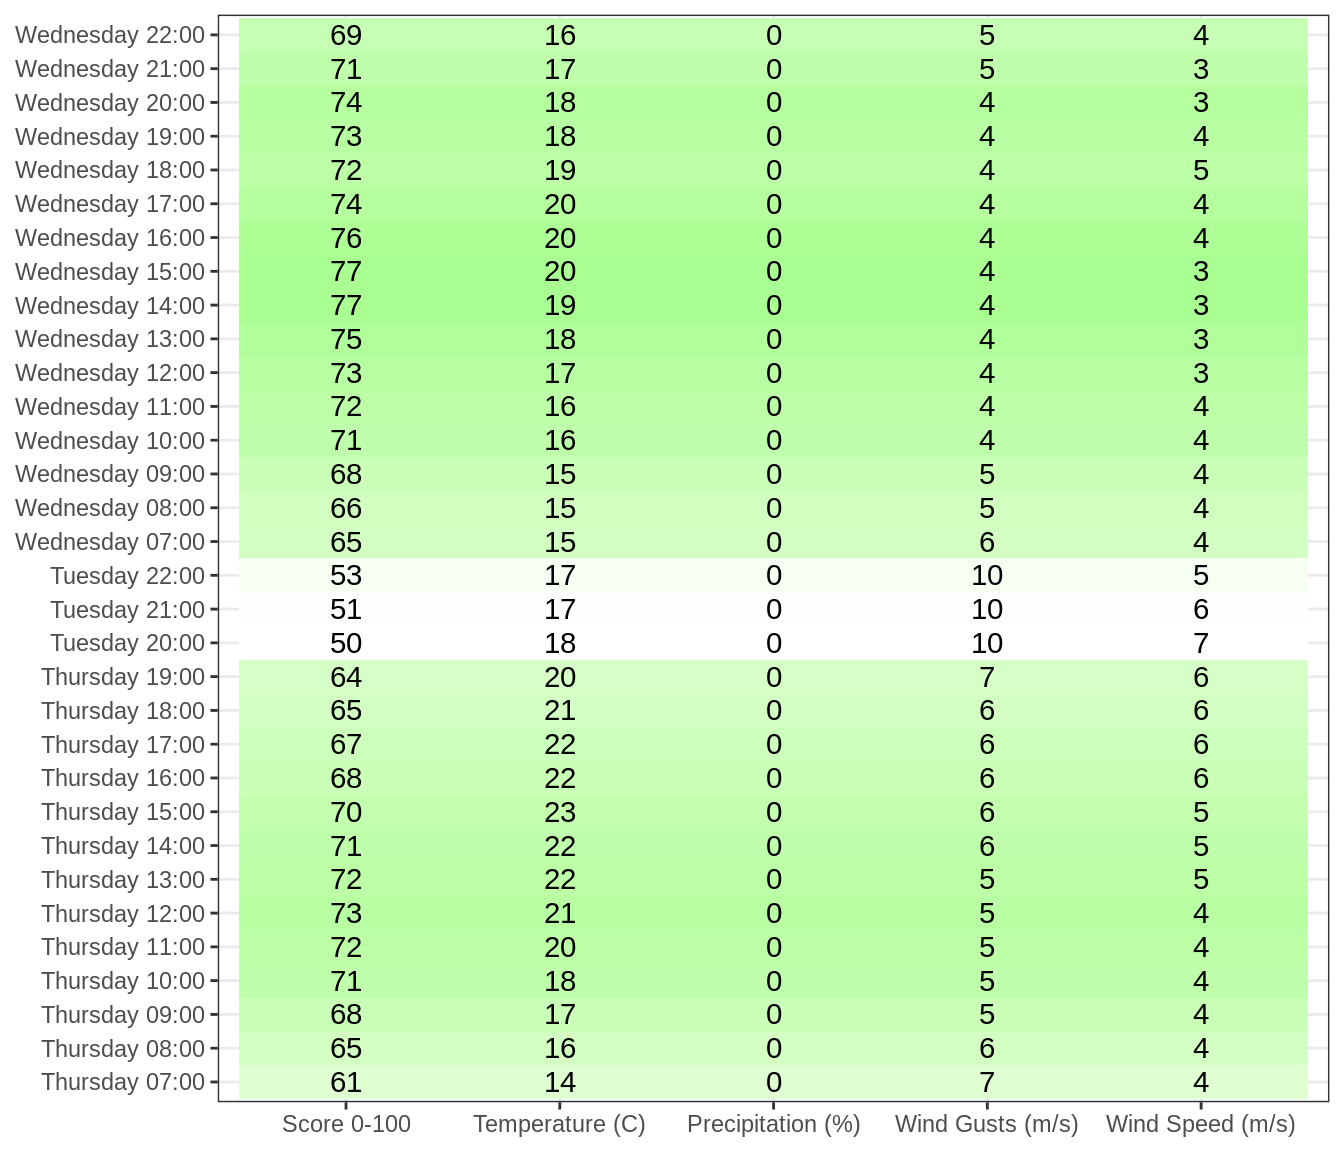 Wednesday 22:00 69 16 0 5 4
Wednesday 21:00 71 17 0 5 3
Wednesday 20:00 74 18 0 4 3
Wednesday 19:00 73 18 0 4 4
Wednesday 18:00 72 19 0 4 5
Wednesday 17:00 74 20 0 4 4
Wednesday 16:00 76 20 0 4 4
Wednesday 15:00 77 20 0 4 3
Wednesday 14:00 77 19 0 4 3
Wednesday 13:00 75 18 0 4 3
Wednesday 12:00 73 17 0 4 3
Wednesday 11:00 72 16 0 4 4
Wednesday 10:00 71 16 0 4 4
Wednesday 09:00 68 15 0 5 4
Wednesday 08:00 66 15 0 5 4
Wednesday 07:00 65 15 0 6 4
Tuesday 22:00 53 17 0 10 5
Tuesday 21:00 51 17 0 10 6
Tuesday 20:00 50 18 0 10 7
Thursday 19:00 64 20 0 7 6
Thursday 18:00 65 21 0 6 6
Thursday 17:00 67 22 0 6 6
Thursday 16:00 68 22 0 6 6
Thursday 15:00 70 23 0 6 5
Thursday 14:00 71 22 0 6 5
Thursday 13:00 72 22 0 5 5
Thursday 12:00 73 21 0 5 4
Thursday 11:00 72 20 0 5 4
Thursday 10:00 71 18 0 5 4
Thursday 09:00 68 17 0 5 4
Thursday 08:00 65 16 0 6 4
Thursday 07:00 61 14 0 7 4
Score 0-100 Temperature (C) Precipitation (%) Wind Gusts (m/s) Wind Speed (m/s)